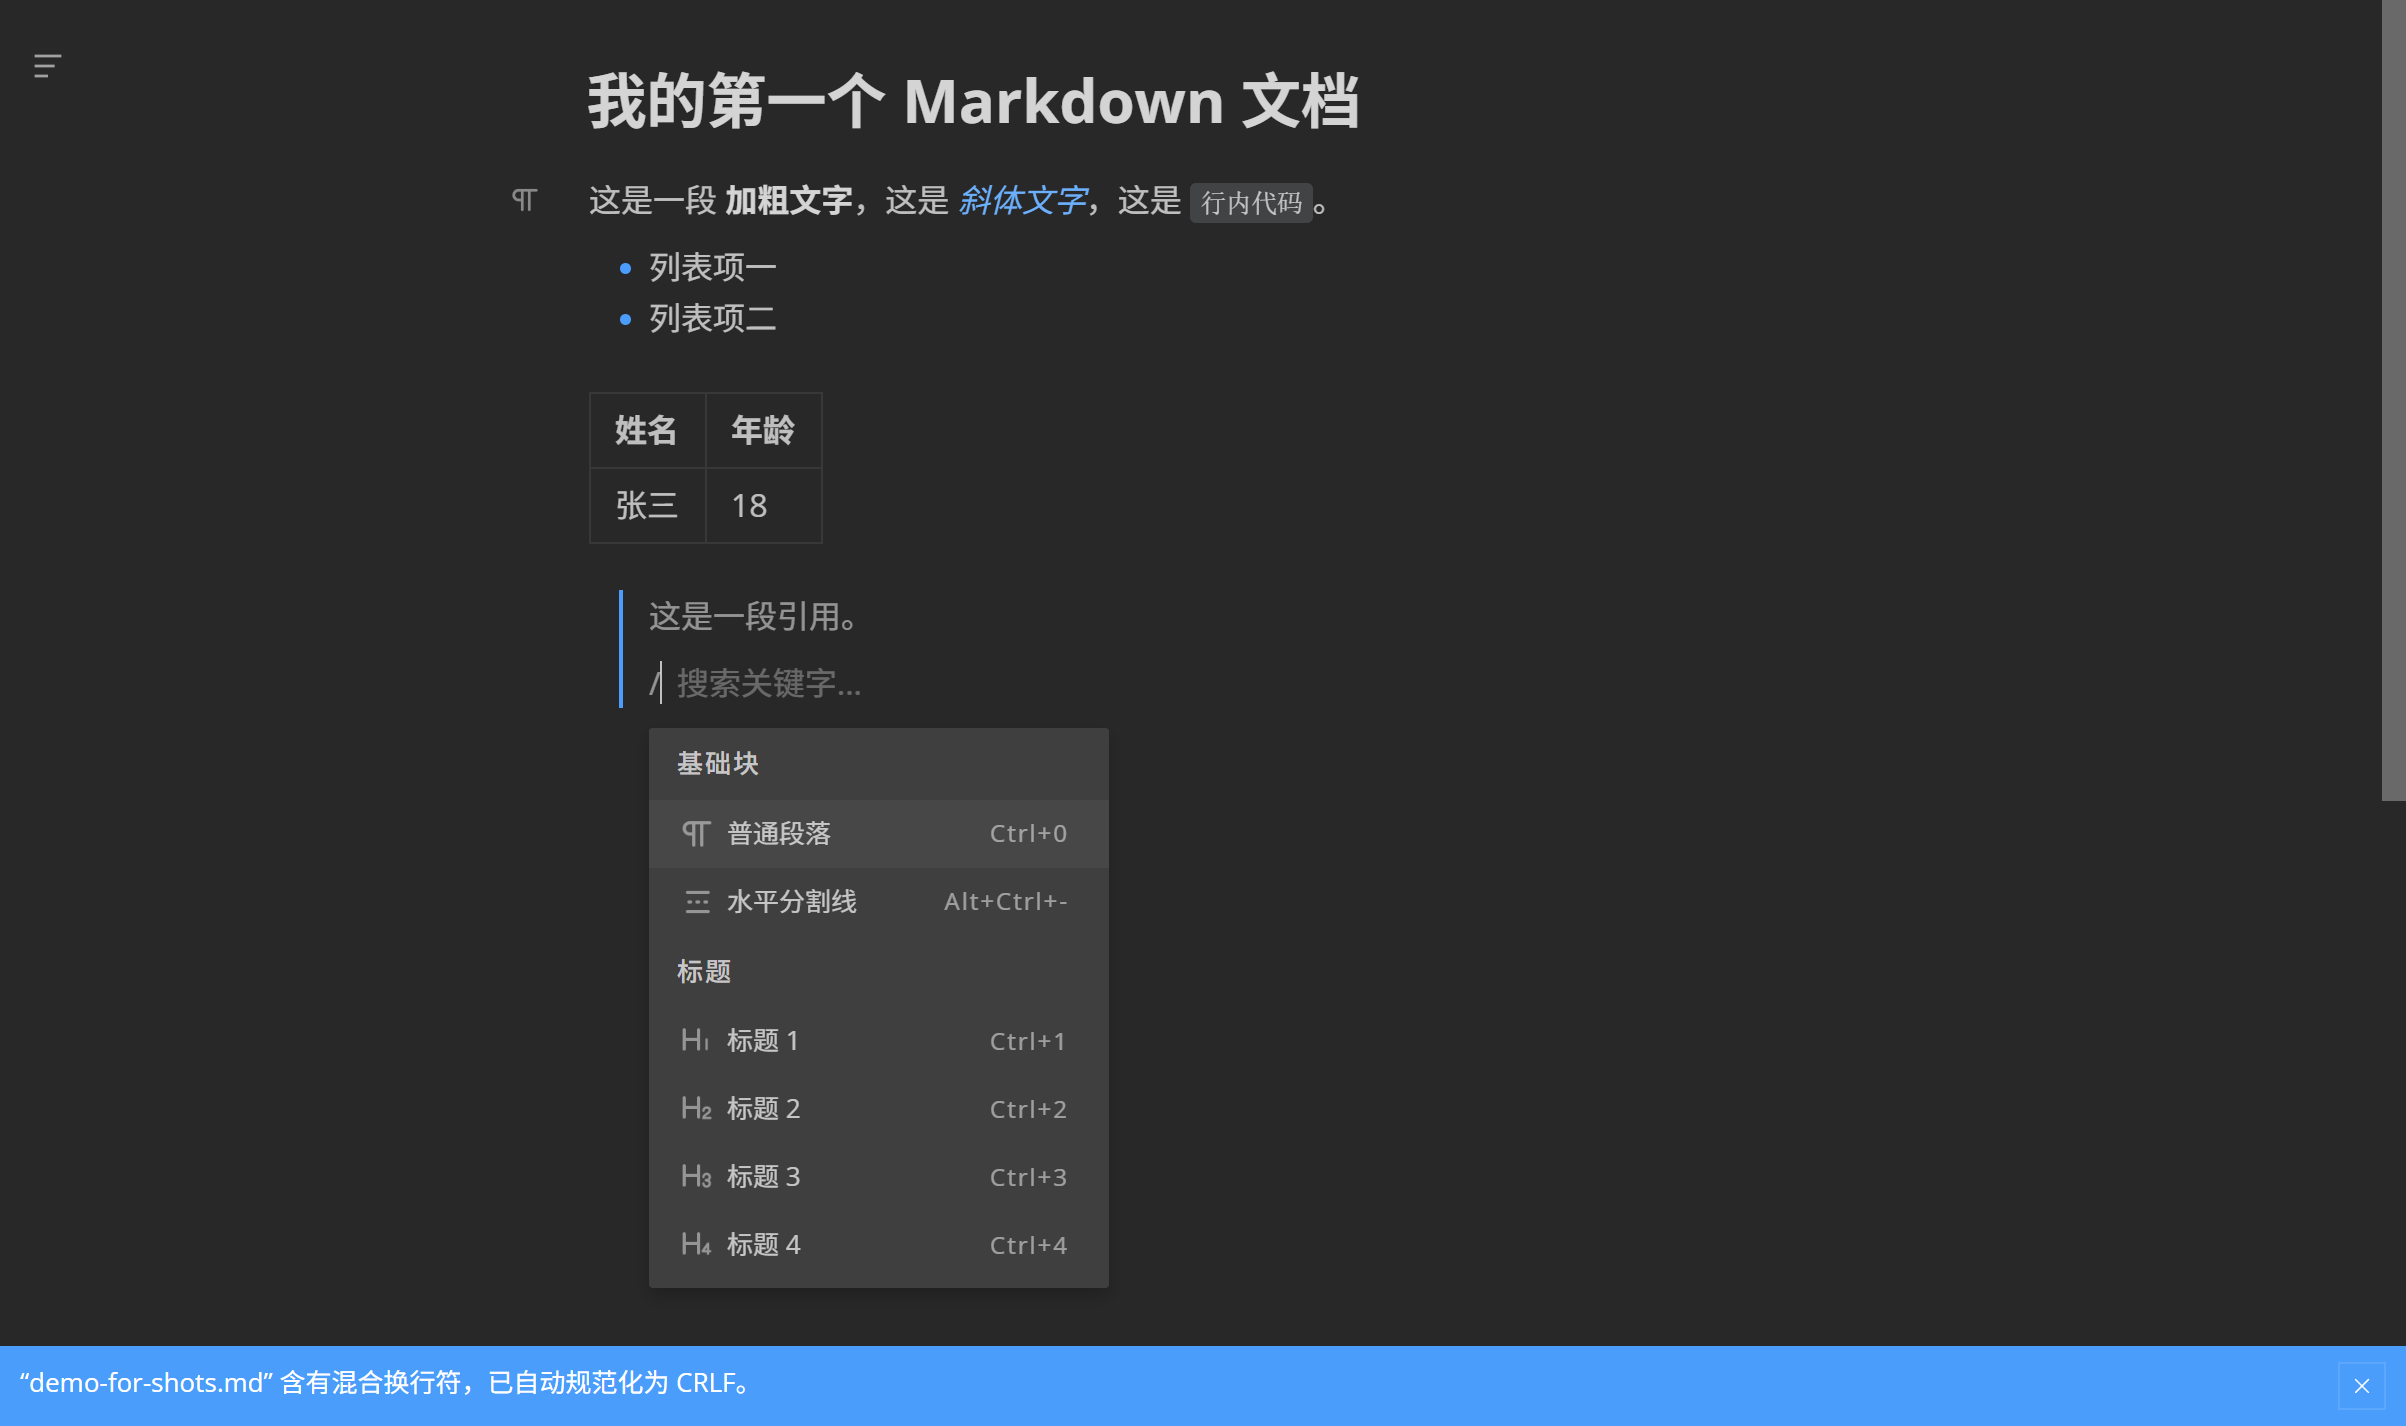 我的第一个 Markdown 文档
这是一段 加粗文字，这是 斜体文字，这是 行内代码。
列表项一
列表项二
姓名 年龄
张三 18
这是一段引用。
/ 搜索关键字...
基础块
普通段落 Ctrl+0
水平分割线 Alt+Ctrl+-
标题
H1 标题 1 Ctrl+1
H2 标题 2 Ctrl+2
H3 标题 3 Ctrl+3
H4 标题 4 Ctrl+4
“demo-for-shots.md” 含有混合换行符，已自动规范化为 CRLF。